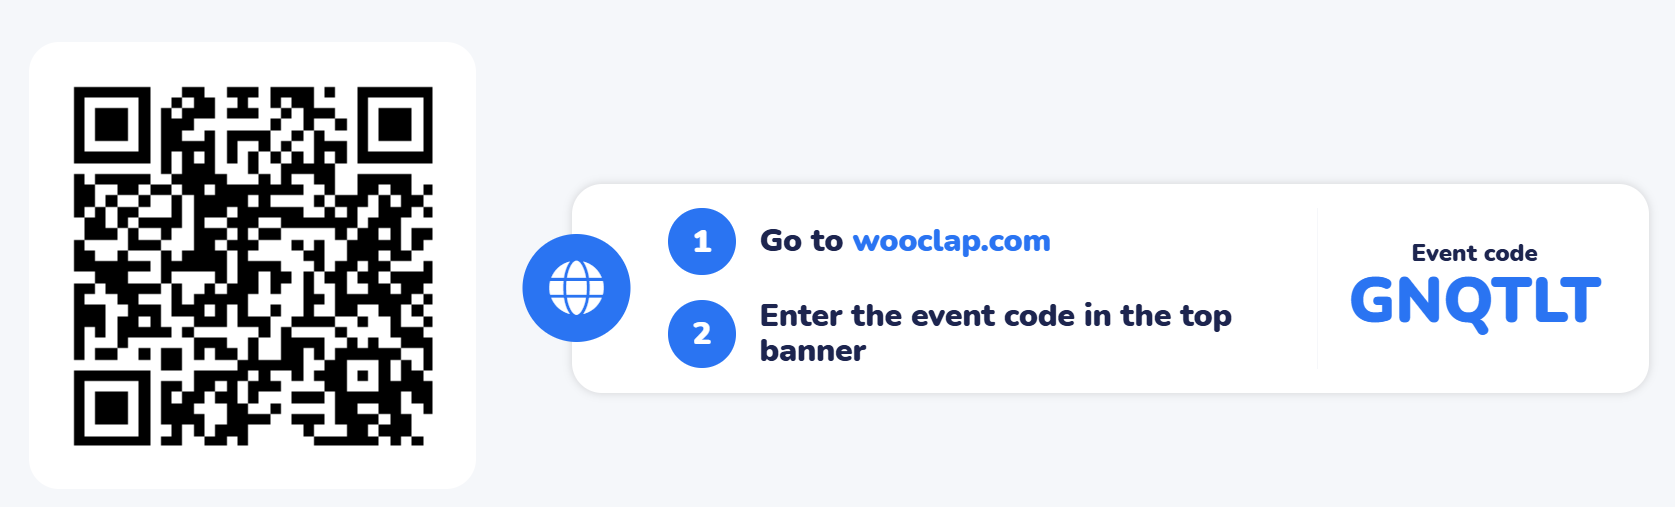 1 Go to wooclap.com
2 Enter the event code in the top
banner
Event code
GNQTLT